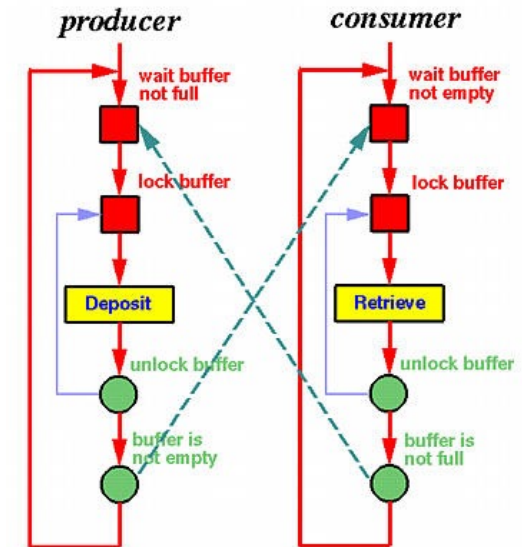 producer
wait buffer
not full
lock buffer
Deposit
unlock buffer
buffer is
not empty
consumer
wait buffer
not empty
lock buffer
Retrieve
unlock buffer
buffer is
not full